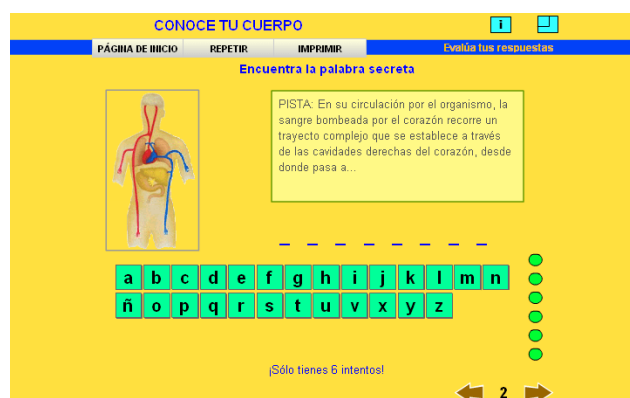 CONOCE TU CUERPO
i
PÁGINA DE INICIO REPETIR IMPRIMIR Evalúa tus respuestas
Encuentra la palabra secreta
PISTA: En su circulación por el organismo, la
sangre bombeada por el corazón recorre un
trayecto complejo que se establece a través
de las cavidades derechas del corazón, desde
donde pasa a...
_ _ _ _ _ _ _ _ _
a b c d e f g h i j k l m n
ñ o p q r s t u v x y z
¡Sólo tienes 6 intentos!
2